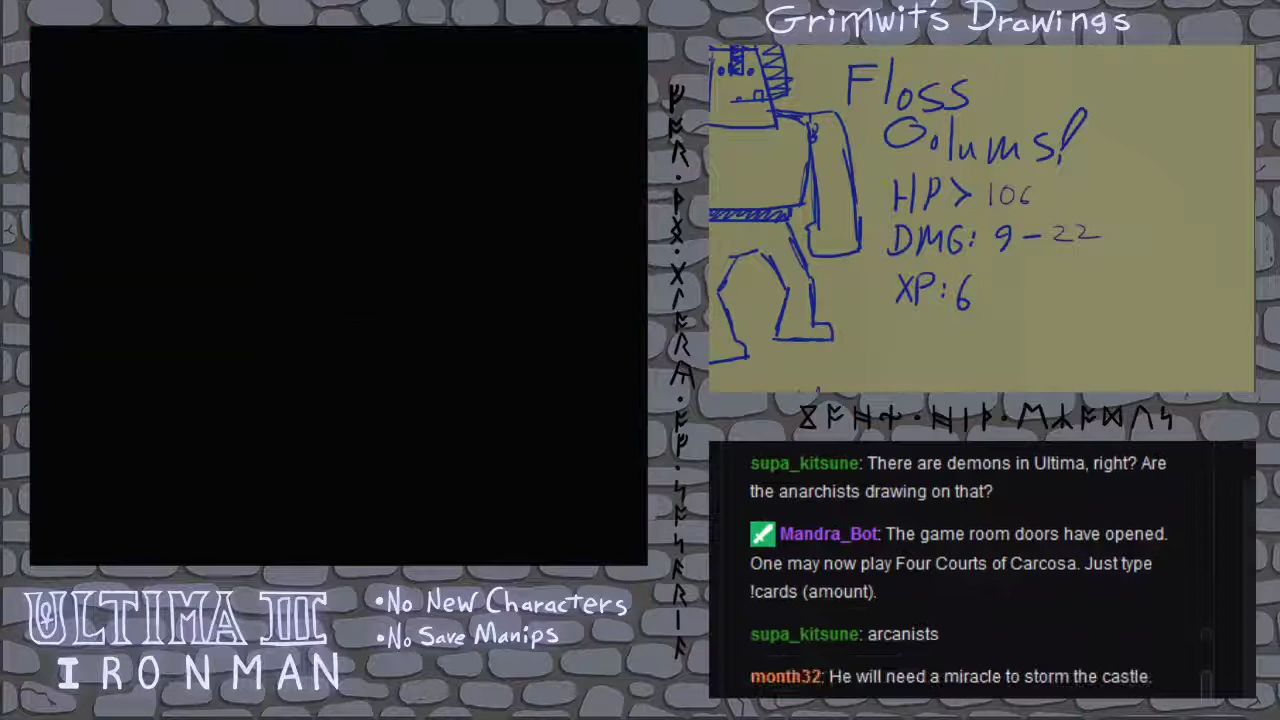 Grimwit's Drawings
Floss
Golums!
HP > 106
DMG: 9-22
XP: 6
supa_kitsune: There are demons in Ultima, right? Are
the anarchists drawing on that?
Mandra_Bot: The game room doors have opened.
One may now play Four Courts of Carcosa. Just type
!cards (amount).
supa_kitsune: arcanists
month32: He will need a miracle to storm the castle.
ULTIMA III
IRONMAN
•No New Characters
•No Save Manips